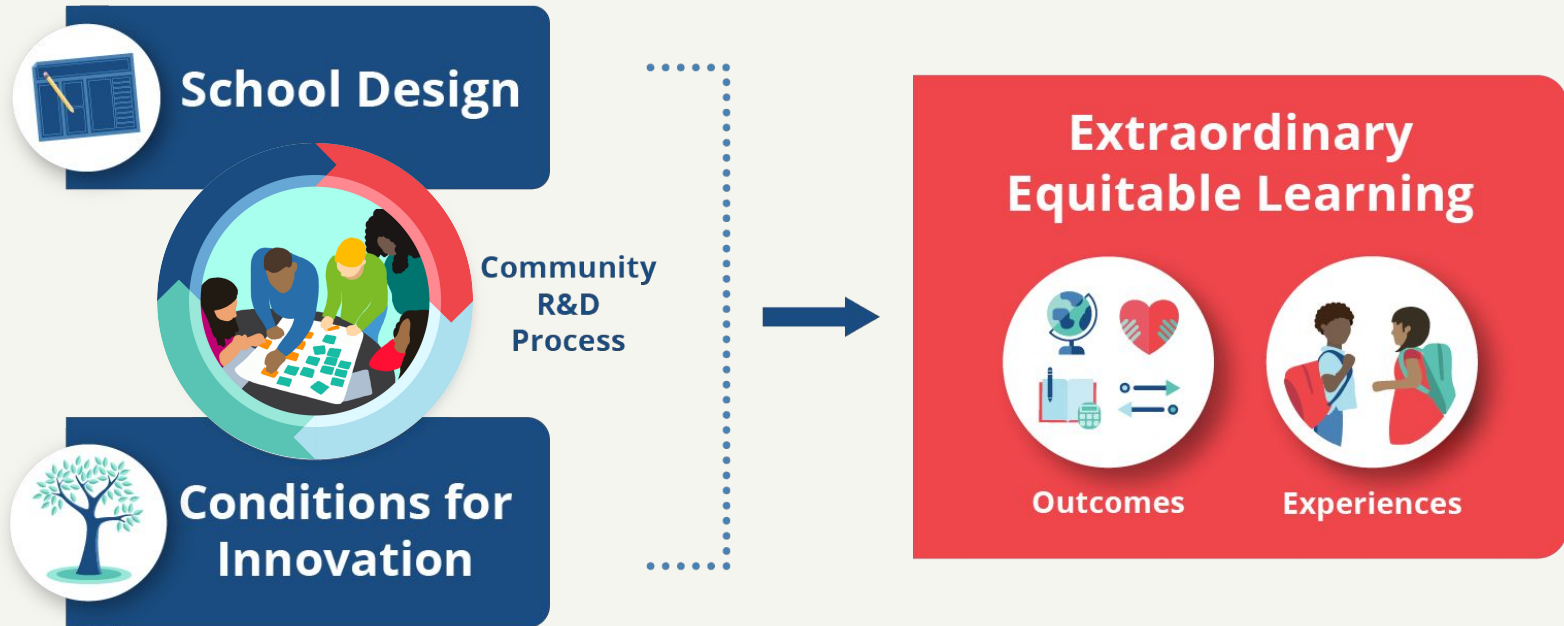 School Design
Community
R&D
Process
Conditions for
Innovation
Extraordinary
Equitable Learning
Outcomes
Experiences